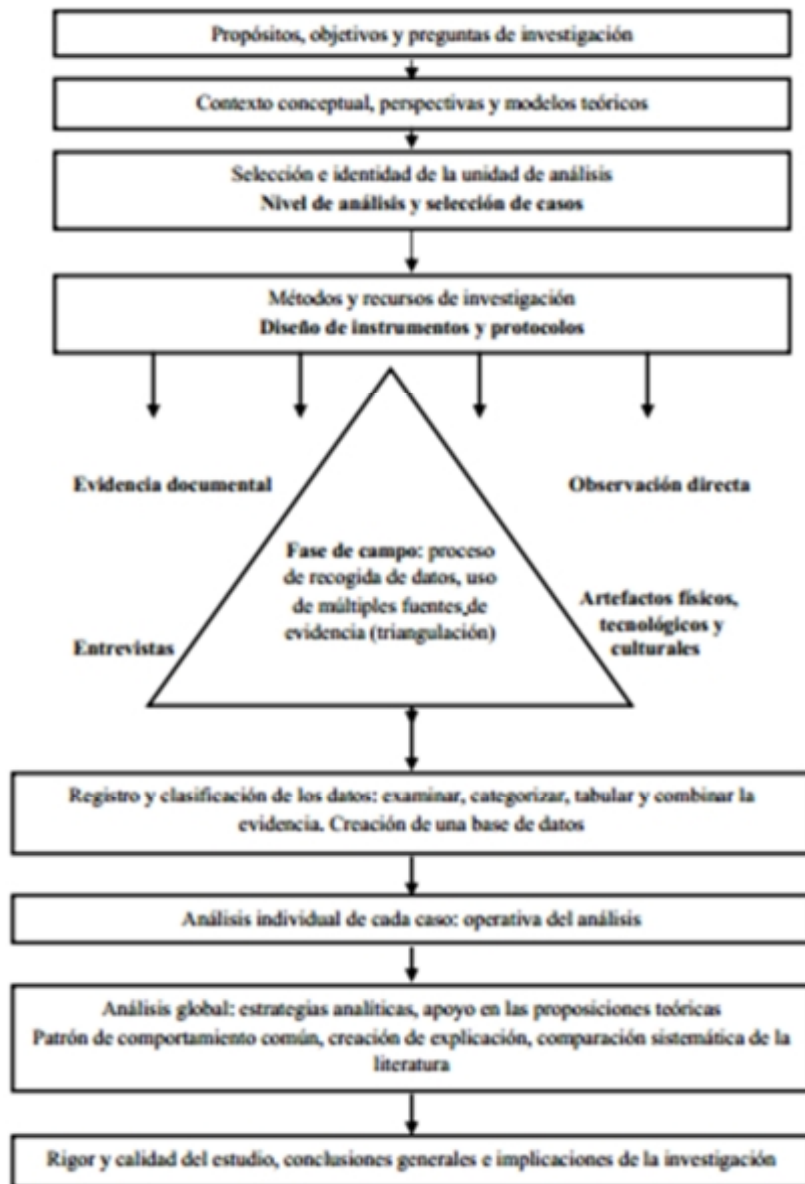 Propósitos, objetivos y preguntas de investigación
Contexto conceptual, perspectivas y modelos teóricos
Selección e identidad de la unidad de análisis
Nivel de análisis y selección de casos
Métodos y recursos de investigación
Diseño de instrumentos y protocolos
Evidencia documental
Observación directa
Fase de campo: proceso
de recogida de datos, uso
de múltiples fuentes de
evidencia (triangulación)
Entrevistas
Artefactos físicos,
tecnológicos y
culturales
Registro y clasificación de los datos: examinar, categorizar, tabular y combinar la
evidencia. Creación de una base de datos
Análisis individual de cada caso: operativa del análisis
Análisis global: estrategias analíticas, apoyo en las proposiciones teóricas
Patrón de comportamiento común, creación de explicación, comparación sistemática de la
literatura
Rigor y calidad del estudio, conclusiones generales e implicaciones de la investigación